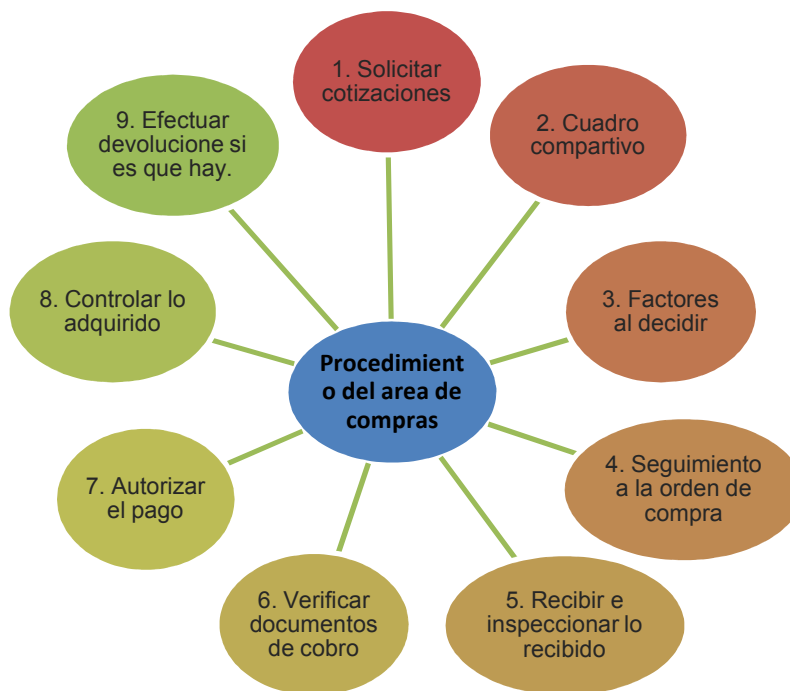 1. Solicitar
cotizaciones
2. Cuadro
compartivo
3. Factores
al decidir
4. Seguimiento
a la orden de
compra
5. Recibir e
inspeccionar lo
recibido
6. Verificar
documentos
de cobro
7. Autorizar
el pago
8. Controlar lo
adquirido
9. Efectuar
devolucione si
es que hay.
Procedimient
o del area de
compras